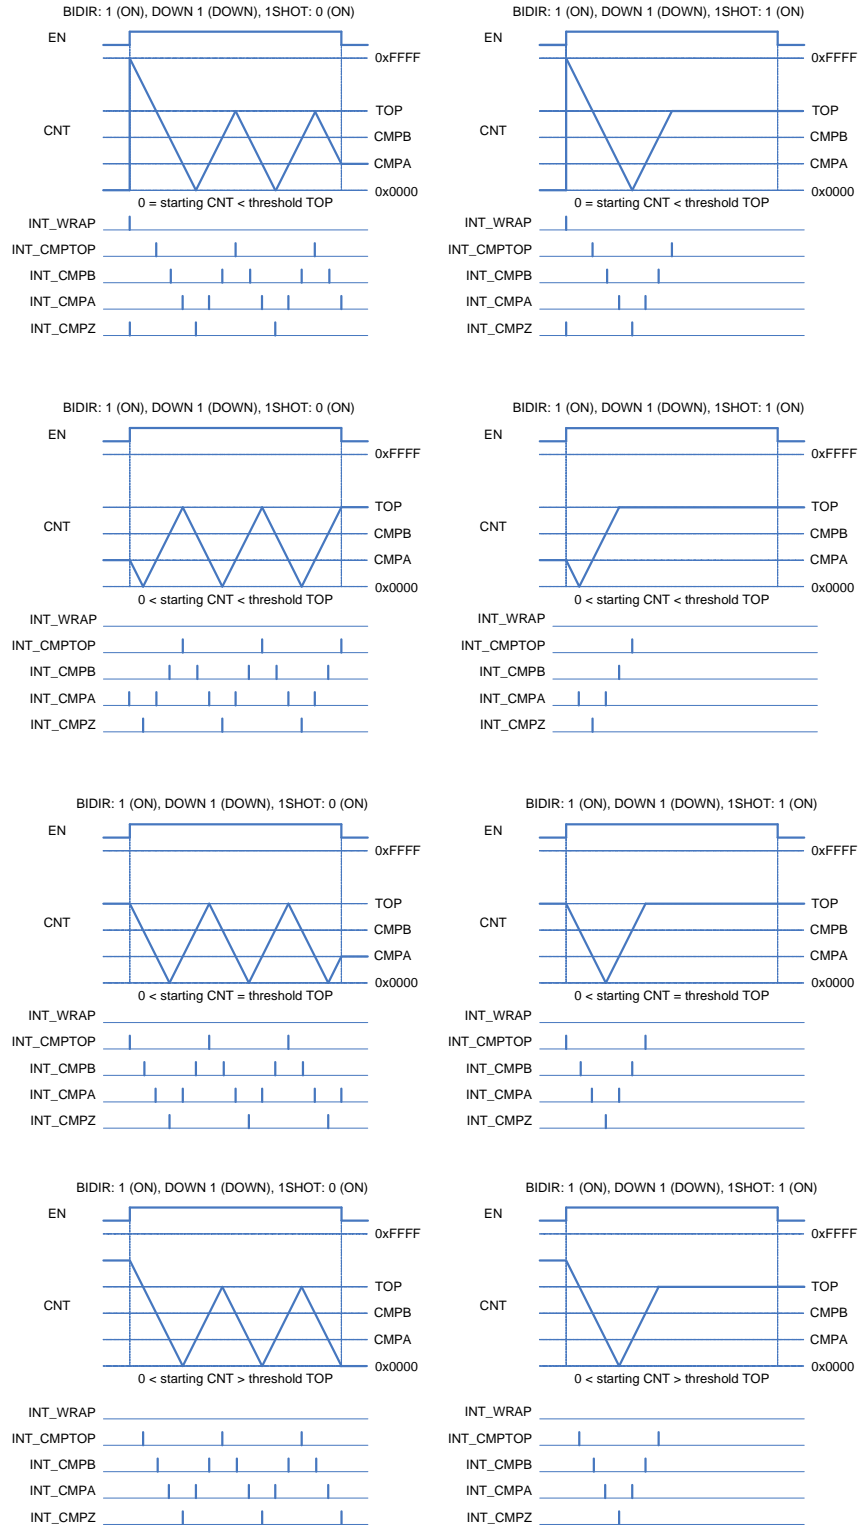 BIDIR: 1 (ON), DOWN 1 (DOWN), 1SHOT: 0 (ON)
EN
0xFFFF
TOP
CNT
CMPB
CMPA
0x0000
0 = starting CNT < threshold TOP
INT_WRAP
INT_CMPTOP
INT_CMPB
INT_CMPA
INT_CMPZ
BIDIR: 1 (ON), DOWN 1 (DOWN), 1SHOT: 1 (ON)
EN
0xFFFF
TOP
CNT
CMPB
CMPA
0x0000
0 = starting CNT < threshold TOP
INT_WRAP
INT_CMPTOP
INT_CMPB
INT_CMPA
INT_CMPZ
BIDIR: 1 (ON), DOWN 1 (DOWN), 1SHOT: 0 (ON)
EN
0xFFFF
TOP
CNT
CMPB
CMPA
0x0000
0 < starting CNT < threshold TOP
INT_WRAP
INT_CMPTOP
INT_CMPB
INT_CMPA
INT_CMPZ
BIDIR: 1 (ON), DOWN 1 (DOWN), 1SHOT: 1 (ON)
EN
0xFFFF
TOP
CNT
CMPB
CMPA
0x0000
0 < starting CNT < threshold TOP
INT_WRAP
INT_CMPTOP
INT_CMPB
INT_CMPA
INT_CMPZ
BIDIR: 1 (ON), DOWN 1 (DOWN), 1SHOT: 0 (ON)
EN
0xFFFF
TOP
CNT
CMPB
CMPA
0x0000
0 < starting CNT = threshold TOP
INT_WRAP
INT_CMPTOP
INT_CMPB
INT_CMPA
INT_CMPZ
BIDIR: 1 (ON), DOWN 1 (DOWN), 1SHOT: 1 (ON)
EN
0xFFFF
TOP
CNT
CMPB
CMPA
0x0000
0 < starting CNT = threshold TOP
INT_WRAP
INT_CMPTOP
INT_CMPB
INT_CMPA
INT_CMPZ
BIDIR: 1 (ON), DOWN 1 (DOWN), 1SHOT: 0 (ON)
EN
0xFFFF
TOP
CNT
CMPB
CMPA
0x0000
0 < starting CNT > threshold TOP
INT_WRAP
INT_CMPTOP
INT_CMPB
INT_CMPA
INT_CMPZ
BIDIR: 1 (ON), DOWN 1 (DOWN), 1SHOT: 1 (ON)
EN
0xFFFF
TOP
CNT
CMPB
CMPA
0x0000
0 < starting CNT > threshold TOP
INT_WRAP
INT_CMPTOP
INT_CMPB
INT_CMPA
INT_CMPZ